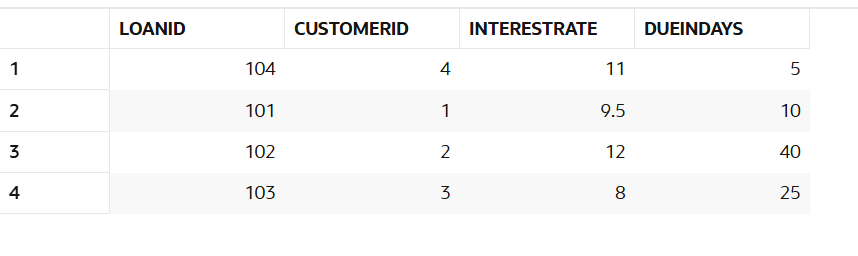 LOANID CUSTOMERID INTERESTRATE DUEINDAYS
1 104 4 11 5
2 101 1 9.5 10
3 102 2 12 40
4 103 3 8 25